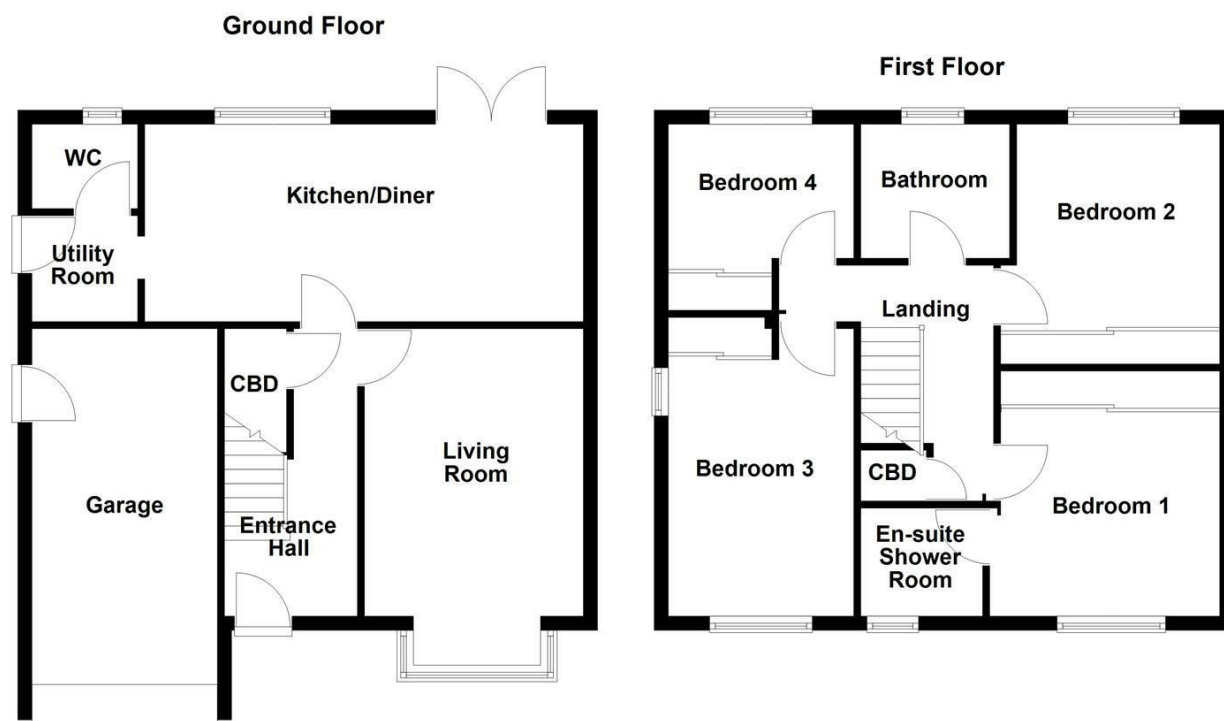 Ground Floor
WC
Kitchen/Diner
Utility
Room
CBD
Living
Room
Garage
Entrance
Hall
First Floor
Bedroom 4
Bathroom
Bedroom 2
Landing
Bedroom 3
CBD
Bedroom 1
En-suite
Shower
Room